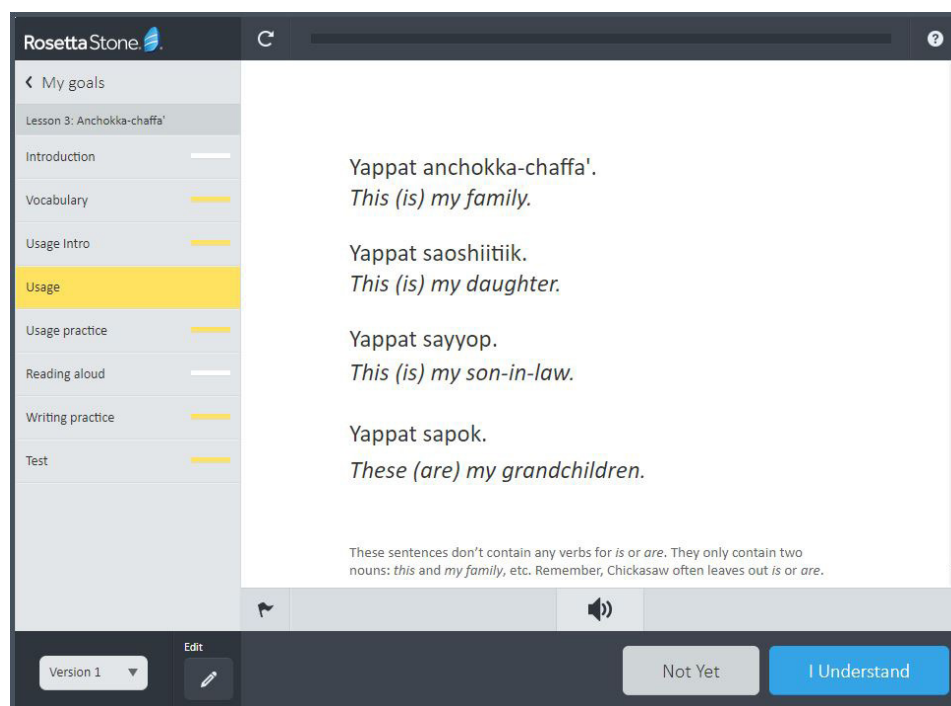 RosettaStone.
My goals
Lesson 3: Anchokka-chaffa'
Introduction
Vocabulary
Usage Intro
Usage
Usage practice
Reading aloud
Writing practice
Test
Yappat anchokka-chaffa'.
This (is) my family.
Yappat saoshiitiik.
This (is) my daughter.
Yappat sayyop.
This (is) my son-in-law.
Yappat sapok.
These (are) my grandchildren.
These sentences don't contain any verbs for is or are. They only contain two
nouns: this and my family, etc. Remember, Chickasaw often leaves out is or are.
Version 1
Edit
Not Yet
I Understand